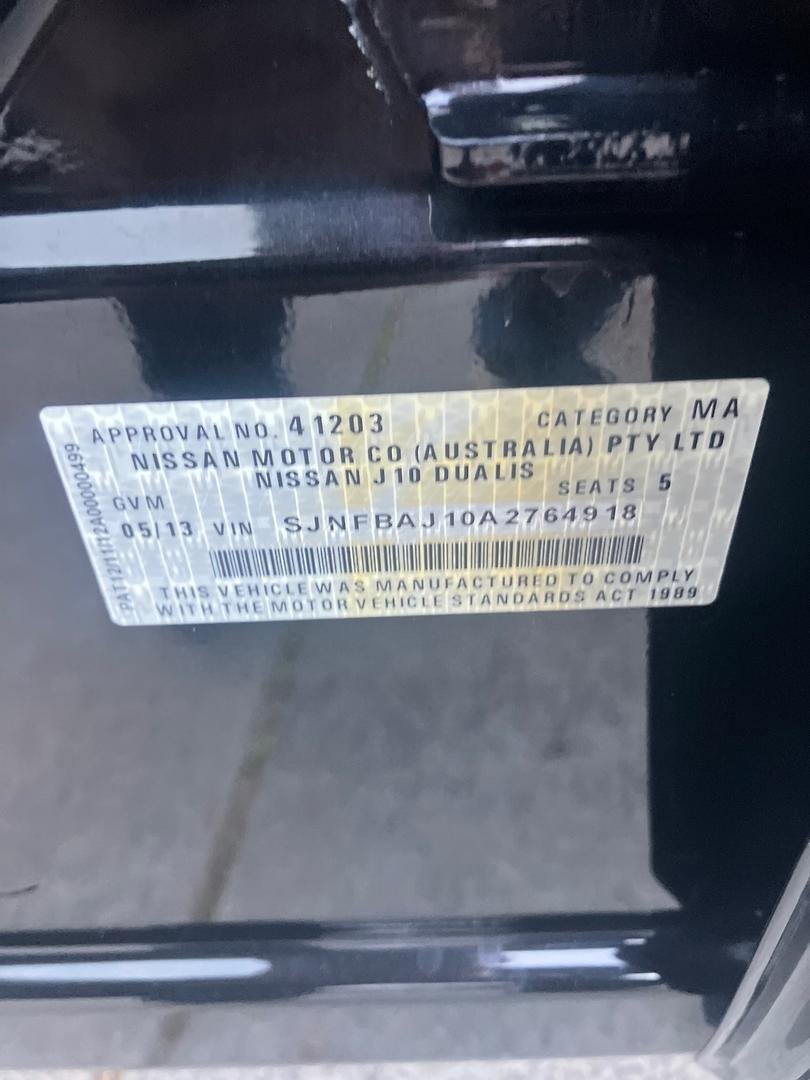 APPROVAL NO. 41203 CATEGORY MA
NISSAN MOTOR CO (AUSTRALIA) PTY LTD
NISSAN J10 DUALIS
GVM SEATS 5
05/13 VIN SJNFBAJ10A2764918
THIS VEHICLE WAS MANUFACTURED TO COMPLY
WITH THE MOTOR VEHICLE STANDARDS ACT 1989